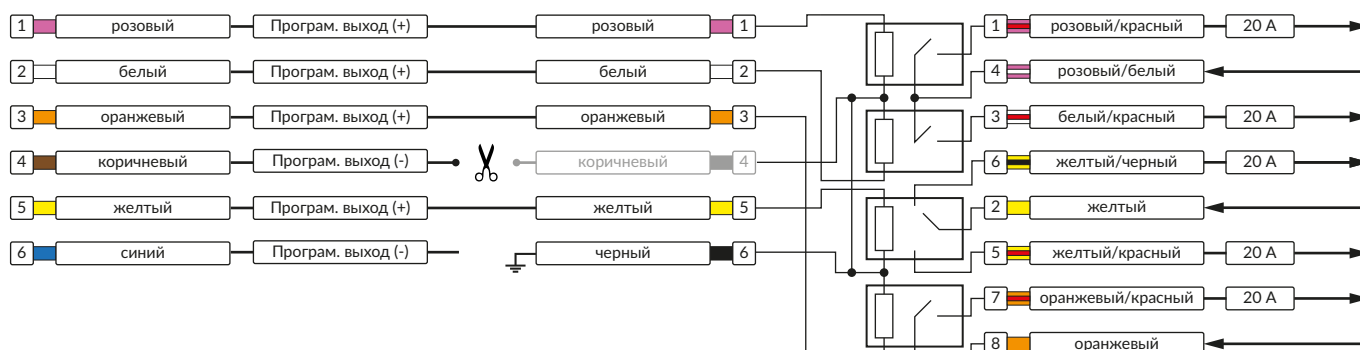 1 розовый Програм. выход (+) розовый 1 1 розовый/красный 20 A
2 белый Програм. выход (+) белый 2 4 розовый/белый
3 оранжевый Програм. выход (+) оранжевый 3 3 белый/красный 20 A
4 коричневый Програм. выход (-) коричневый 4 6 желтый/черный 20 A
5 желтый Програм. выход (+) желтый 5 2 желтый
6 синий Програм. выход (-) черный 6 5 желтый/красный 20 A
7 оранжевый/красный 20 A
8 оранжевый